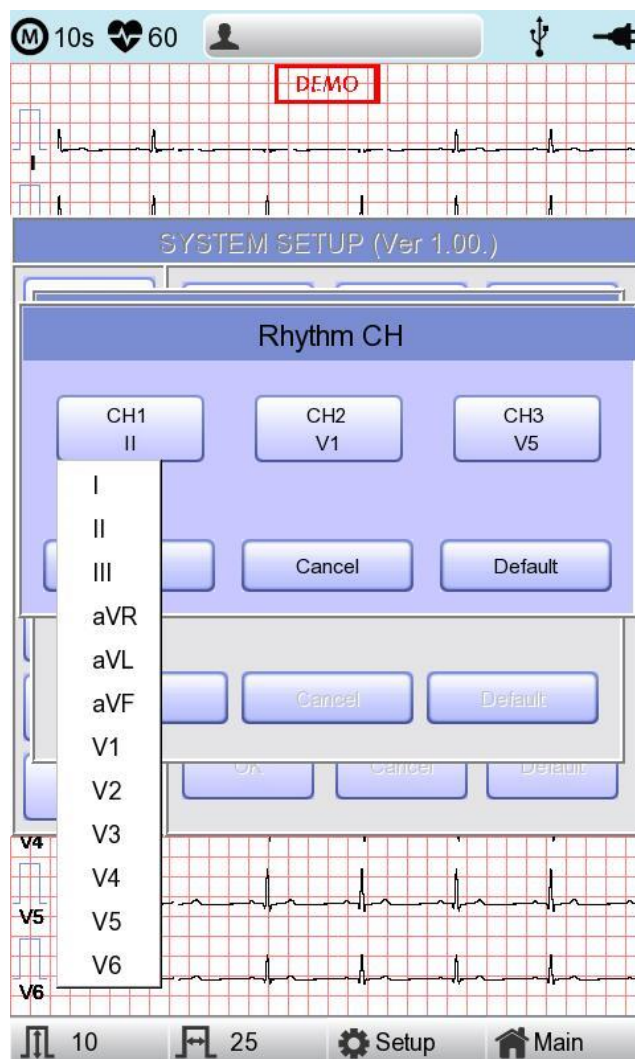 M 10s 60
DEMO
I
SYSTEM SETUP (Ver 1.00.)
Rhythm CH
CH1 CH2 CH3
II V1 V5
I
II
III
Cancel Default
aVR
aVL
aVF
Cancel Default
V1
V2
OK Cancel Default
V3
V4
V4
V5
V5
V6
V6
10 25 Setup Main